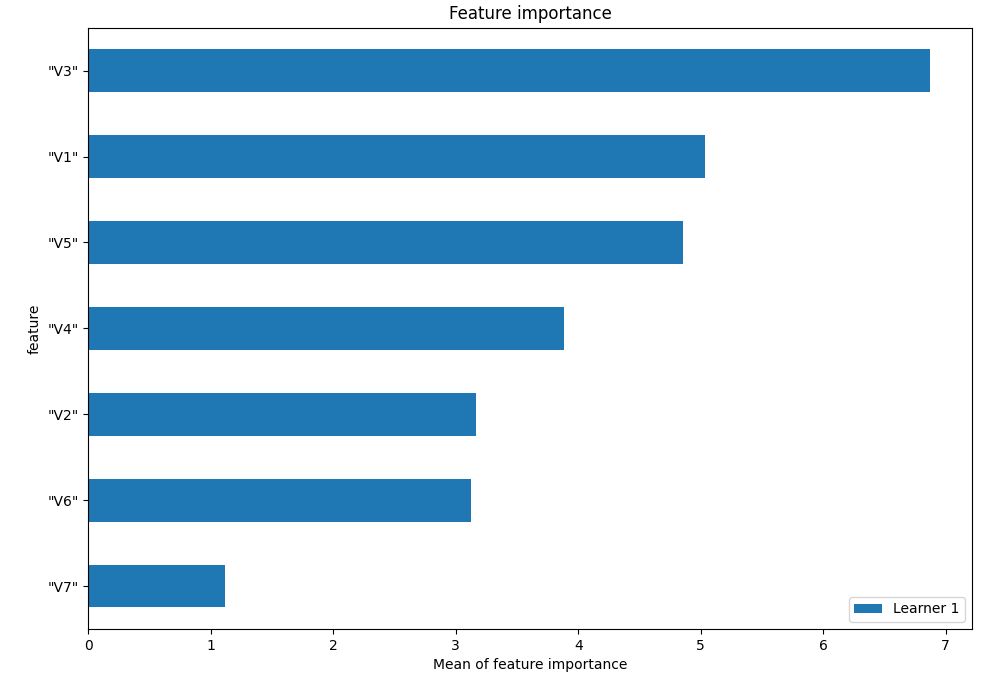 Feature importance
"V3"
"V1"
"V5"
"V4"
"V2"
"V6"
"V7"
feature
Learner 1
0 1 2 3 4 5 6 7
Mean of feature importance